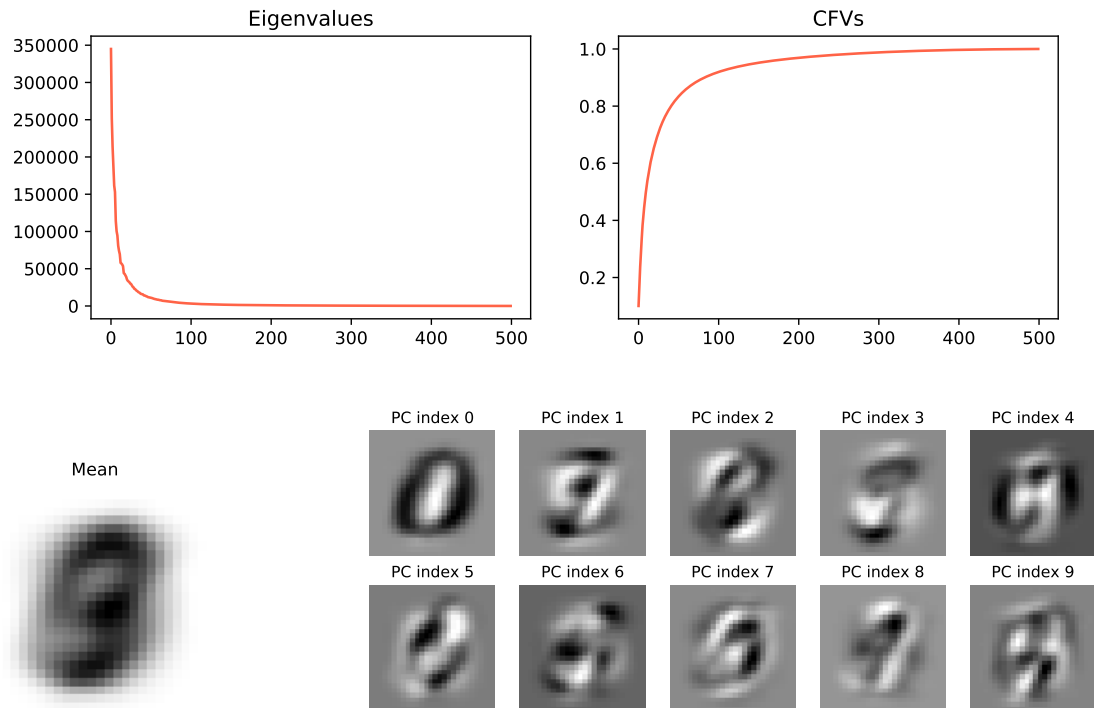 Eigenvalues
350000
300000
250000
200000
150000
100000
50000
0
0 100 200 300 400 500
CFVs
1.0
0.8
0.6
0.4
0.2
0 100 200 300 400 500
Mean
PC index 0 PC index 1 PC index 2 PC index 3 PC index 4
PC index 5 PC index 6 PC index 7 PC index 8 PC index 9